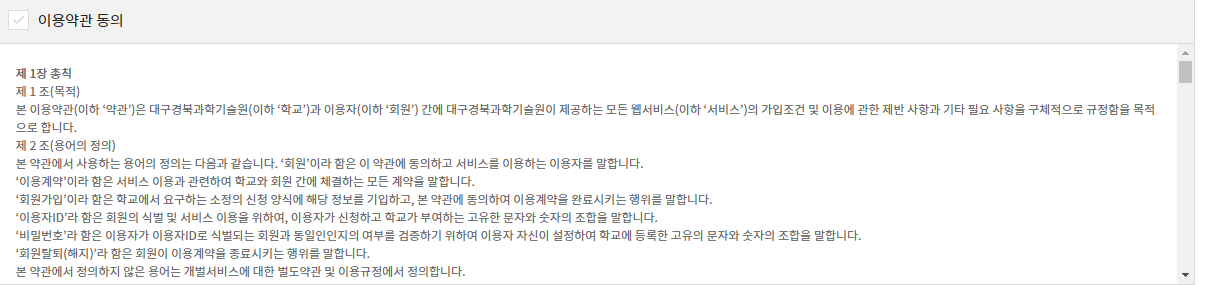 이용약관 동의
제 1장 총칙
제 1 조(목적)
본 이용약관(이하 ‘약관’)은 대구경북과학기술원(이하 ‘학교’)과 이용자(이하 ‘회원’) 간에 대구경북과학기술원이 제공하는 모든 웹서비스(이하 ‘서비스’)의 가입조건 및 이용에 관한 제반 사항과 기타 필요 사항을 구체적으로 규정함을 목적
으로 합니다.
제 2 조(용어의 정의)
본 약관에서 사용하는 용어의 정의는 다음과 같습니다. ‘회원’이라 함은 이 약관에 동의하고 서비스를 이용하는 이용자를 말합니다.
‘이용계약’이라 함은 서비스 이용과 관련하여 학교와 회원 간에 체결하는 모든 계약을 말합니다.
‘회원가입’이라 함은 학교에서 요구하는 소정의 신청 양식에 해당 정보를 기입하고, 본 약관에 동의하여 이용계약을 완료시키는 행위를 말합니다.
‘이용자ID’라 함은 회원의 식별 및 서비스 이용을 위하여, 이용자가 신청하고 학교가 부여하는 고유한 문자와 숫자의 조합을 말합니다.
‘비밀번호’라 함은 이용자가 이용자ID로 식별되는 회원과 동일인인지의 여부를 검증하기 위하여 이용자 자신이 설정하여 학교에 등록한 고유의 문자와 숫자의 조합을 말합니다.
‘회원탈퇴(해지)’라 함은 회원이 이용계약을 종료시키는 행위를 말합니다.
본 약관에서 정의하지 않은 용어는 개별서비스에 대한 별도약관 및 이용규정에서 정의합니다.